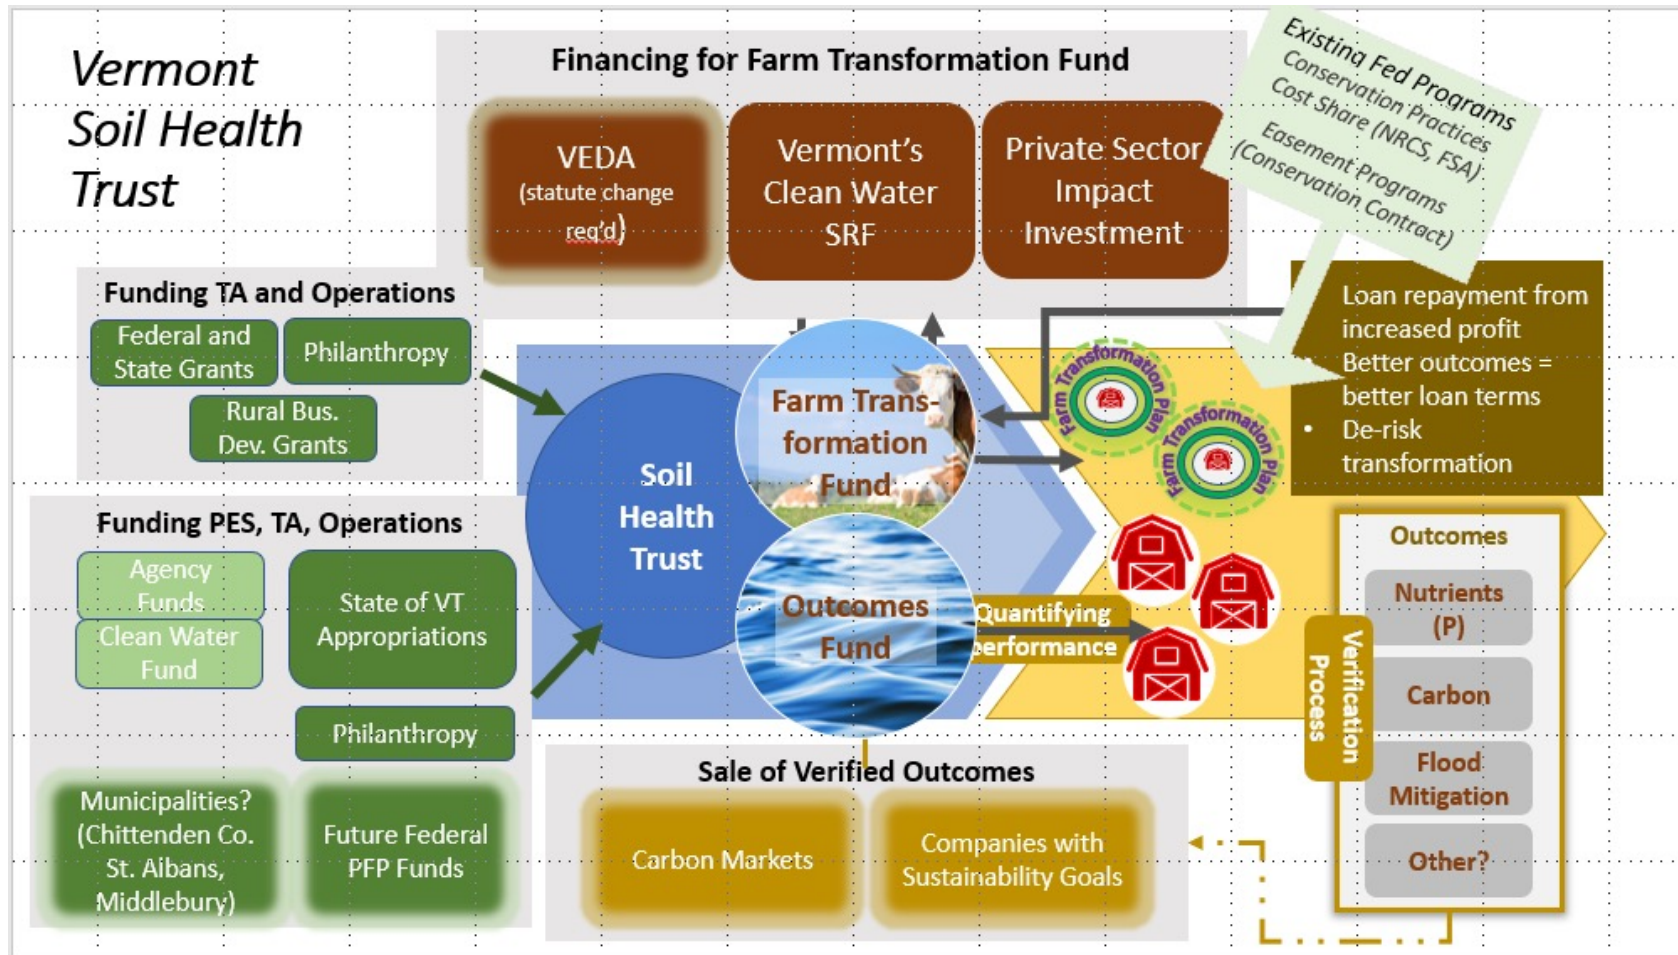 Vermont
Soil Health
Trust
Financing for Farm Transformation Fund
VEDA
(statute change
req'd)
Vermont's
Clean Water
SRF
Private Sector
Impact
Investment
Existing Fed Programs
Conservation Practices
Cost Share (NRCS, FSA)
Easement Programs
(Conservation Contract)
Funding TA and Operations
Federal and
State Grants
Philanthropy
Rural Bus.
Dev. Grants
Funding PES, TA, Operations
Agency
Funds
Clean Water
Fund
State of VT
Appropriations
Philanthropy
Municipalities?
(Chittenden Co.
St. Albans,
Middlebury)
Future Federal
PFP Funds
Soil
Health
Trust
Farm Trans-
formation
Fund
Outcomes
Fund
Farm Transformation Plan
Farm Transformation Plan
Quantifying
performance
Loan repayment from
increased profit
• Better outcomes =
better loan terms
• De-risk
transformation
Verification
Process
Outcomes
Nutrients
(P)
Carbon
Flood
Mitigation
Other?
Sale of Verified Outcomes
Carbon Markets
Companies with
Sustainability Goals